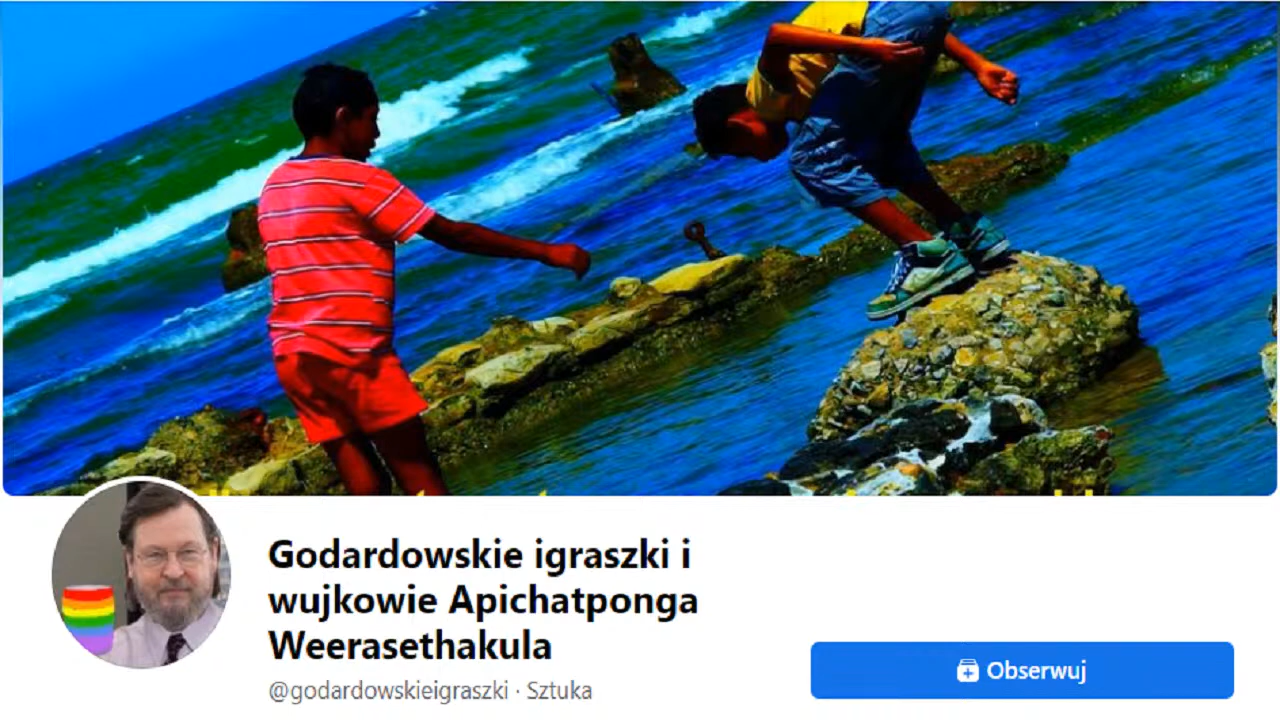 Godardowskie igraszki i
wujkowie Apichatponga
Weerasethakula
@godardowskieigraszki · Sztuka
Obserwuj